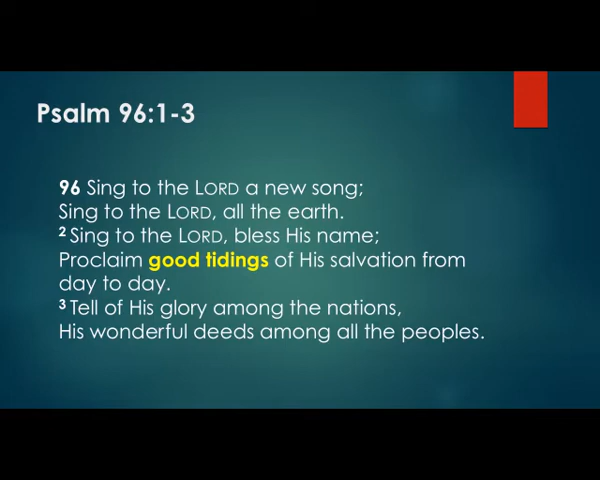 Psalm 96:1-3
96 Sing to the LORD a new song;
Sing to the LORD, all the earth.
2 Sing to the LORD, bless His name;
Proclaim good tidings of His salvation from
day to day.
3 Tell of His glory among the nations,
His wonderful deeds among all the peoples.